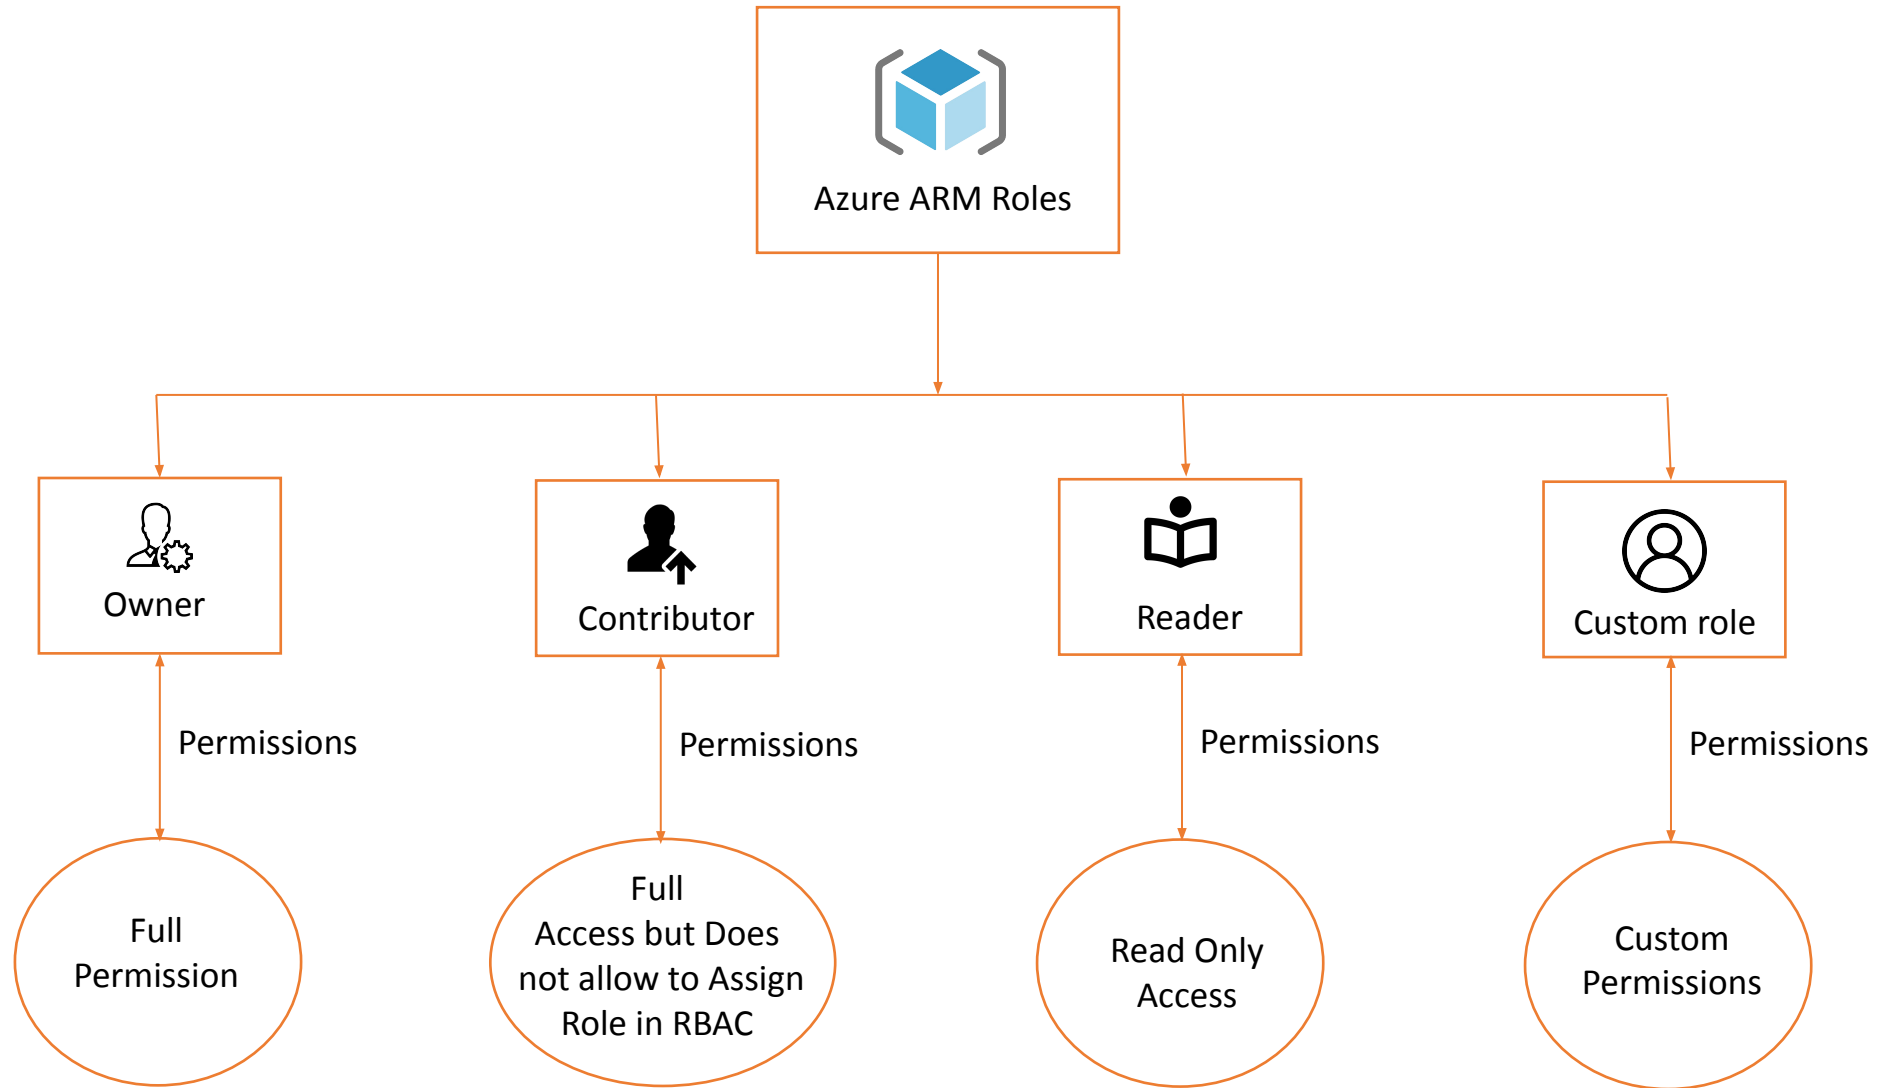 Azure ARM Roles
Owner
Contributor
Reader
Custom role
Permissions
Permissions
Permissions
Permissions
Full
Permission
Full
Access but Does
not allow to Assign
Role in RBAC
Read Only
Access
Custom
Permissions